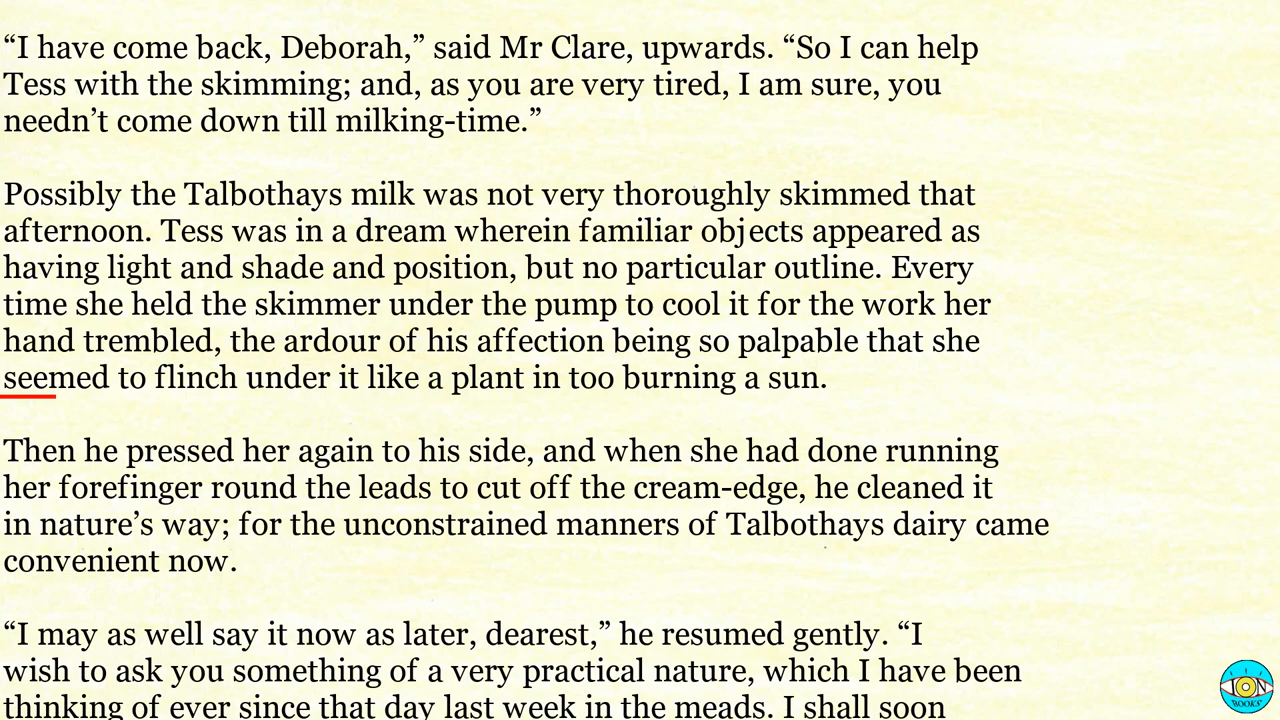 “I have come back, Deborah,” said Mr Clare, upwards. “So I can help
Tess with the skimming; and, as you are very tired, I am sure, you
needn’t come down till milking-time.”
Possibly the Talbothays milk was not very thoroughly skimmed that
afternoon. Tess was in a dream wherein familiar objects appeared as
having light and shade and position, but no particular outline. Every
time she held the skimmer under the pump to cool it for the work her
hand trembled, the ardour of his affection being so palpable that she
seemed to flinch under it like a plant in too burning a sun.
Then he pressed her again to his side, and when she had done running
her forefinger round the leads to cut off the cream-edge, he cleaned it
in nature’s way; for the unconstrained manners of Talbothays dairy came
convenient now.
“I may as well say it now as later, dearest,” he resumed gently. “I
wish to ask you something of a very practical nature, which I have been
thinking of ever since that day last week in the meads. I shall soon
I
ION
BOOKS